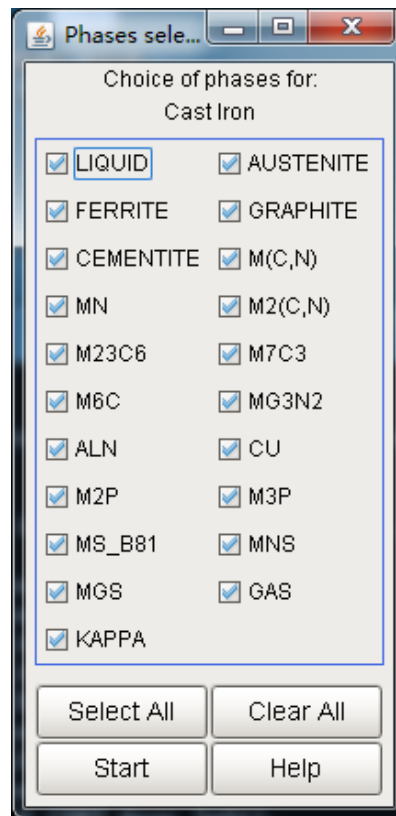 Phases sele...
Choice of phases for:
Cast Iron
LIQUID AUSTENITE
FERRITE GRAPHITE
CEMENTITE M(C,N)
MN M2(C,N)
M23C6 M7C3
M6C MG3N2
ALN CU
M2P M3P
MS_B81 MNS
MGS GAS
KAPPA
Select All Clear All
Start Help